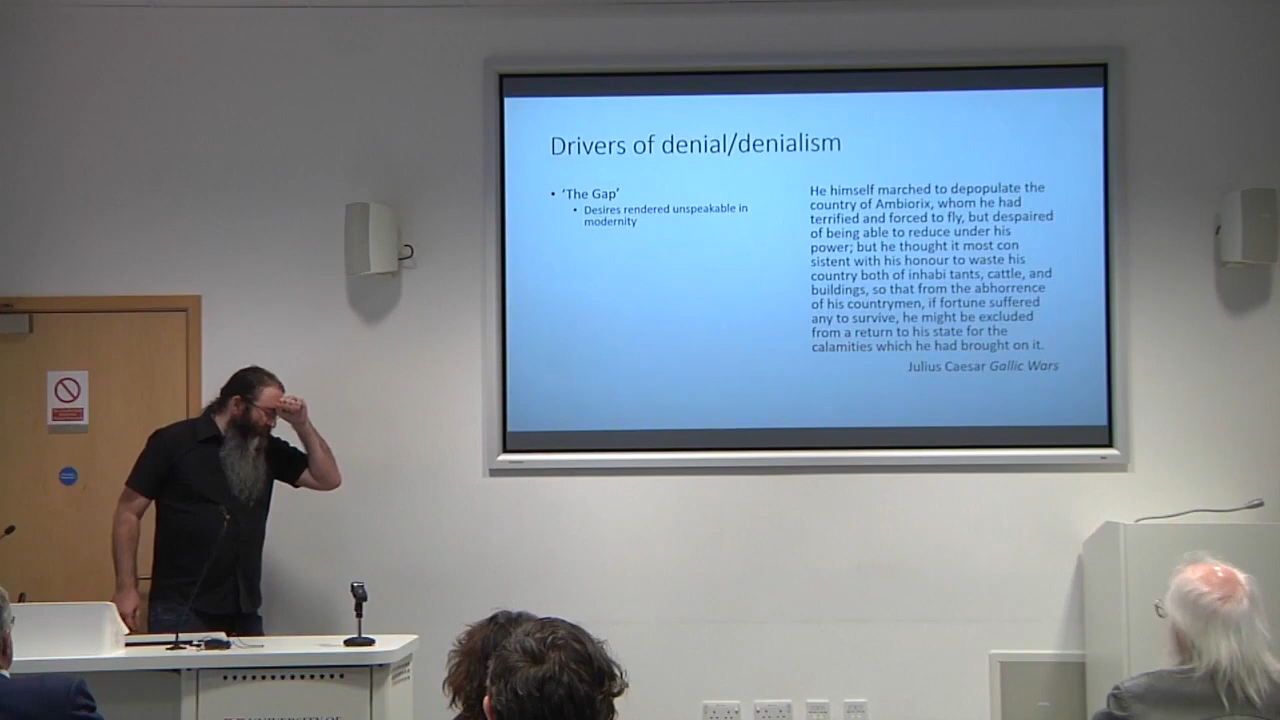 Drivers of denial/denialism
• ‘The Gap’
• Desires rendered unspeakable in
modernity
He himself marched to depopulate the
country of Ambiorix, whom he had
terrified and forced to fly, but despaired
of being able to reduce under his
power; but he thought it most con
sistent with his honour to waste his
country both of inhabi tants, cattle, and
buildings, so that from the abhorrence
of his countrymen, if fortune suffered
any to survive, he might be excluded
from a return to his state for the
calamities which he had brought on it.
Julius Caesar Gallic Wars
UNIVERSITY OF